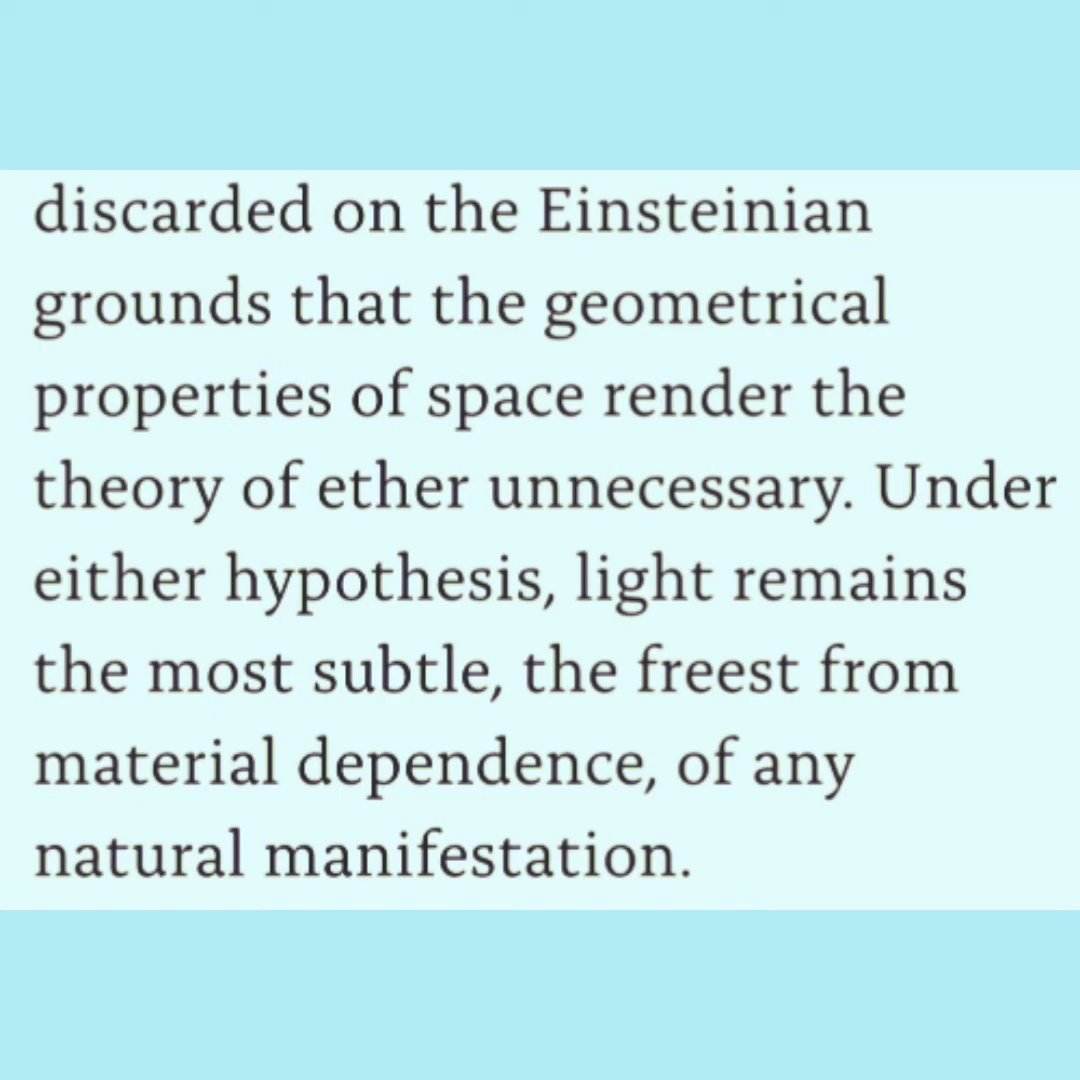 discarded on the Einsteinian
grounds that the geometrical
properties of space render the
theory of ether unnecessary. Under
either hypothesis, light remains
the most subtle, the freest from
material dependence, of any
natural manifestation.